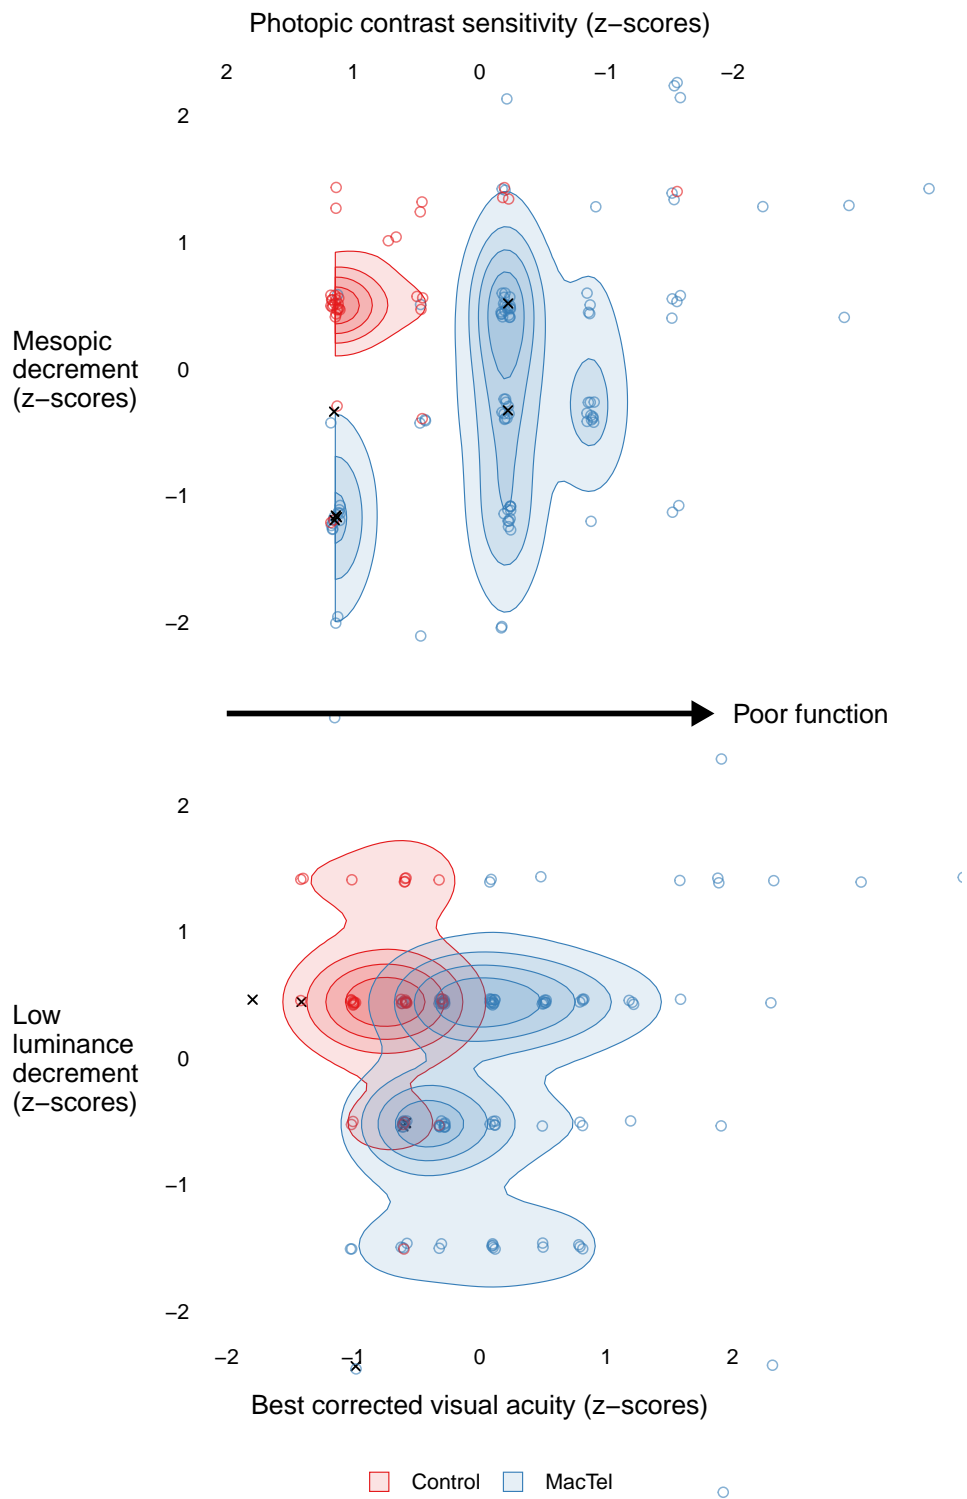 Photopic contrast sensitivity (z−scores)
2 1 0 −1 −2
2
1
Mesopic
decrement
(z−scores)
0
−1
−2
Poor function
2
1
Low
luminance
decrement
(z−scores)
0
−1
−2
−2 −1 0 1 2
Best corrected visual acuity (z−scores)
Control MacTel